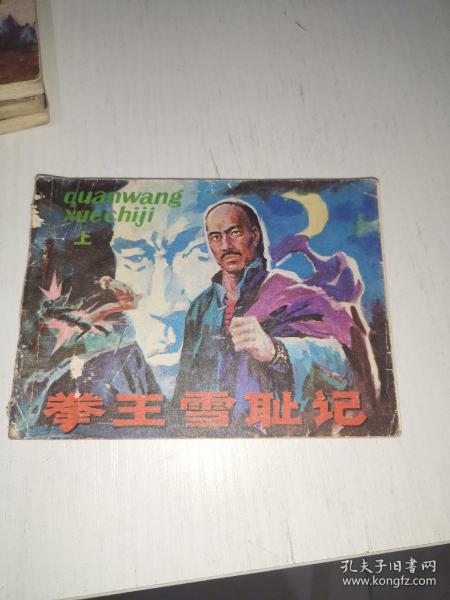 quanwang
xuechiji
上
拳王雪耻记
孔夫子旧书网
www.kongfz.com